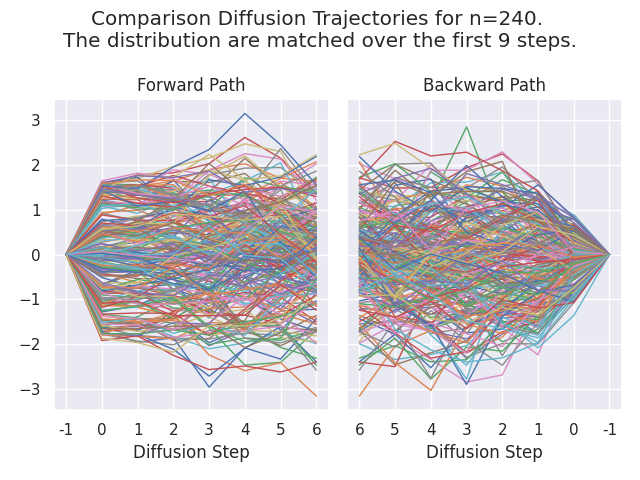 Comparison Diffusion Trajectories for n=240.
The distribution are matched over the first 9 steps.
Forward Path
Backward Path
3
2
1
0
−1
−2
−3
-1 0 1 2 3 4 5 6
6 5 4 3 2 1 0 -1
Diffusion Step
Diffusion Step